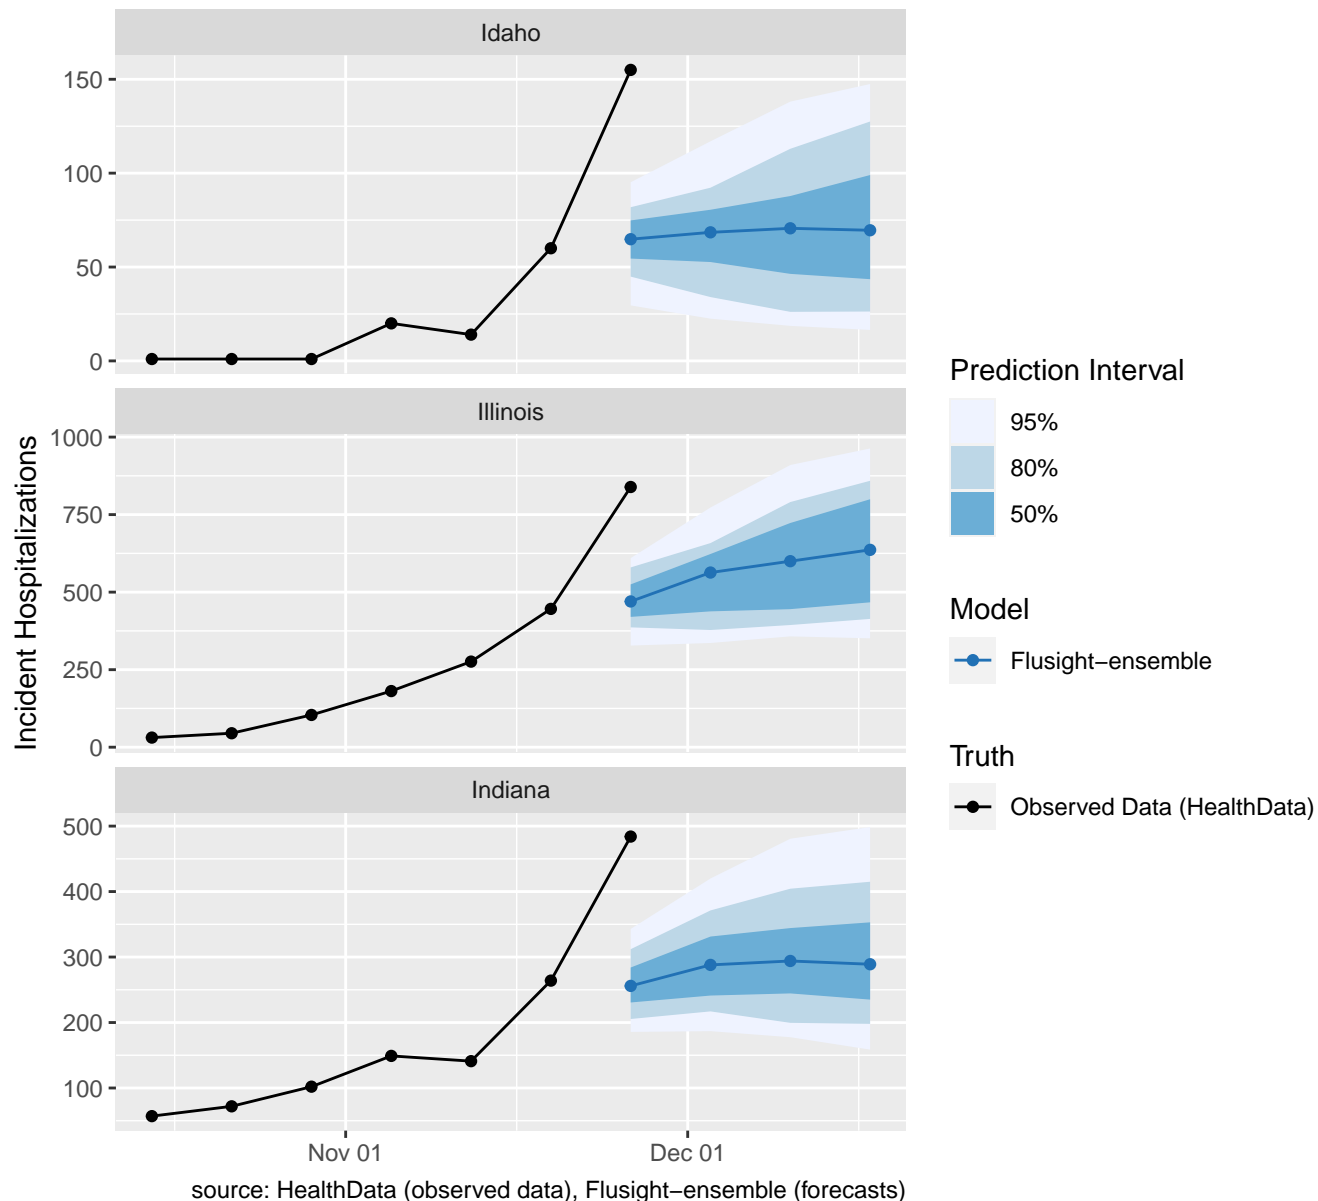 Idaho
150
100
50
0
Illinois
1000
750
500
250
0
Indiana
500
400
300
200
100
Nov 01
Dec 01
Incident Hospitalizations
source: HealthData (observed data), Flusight−ensemble (forecasts)
Prediction Interval
95%
80%
50%
Model
Flusight−ensemble
Truth
Observed Data (HealthData)